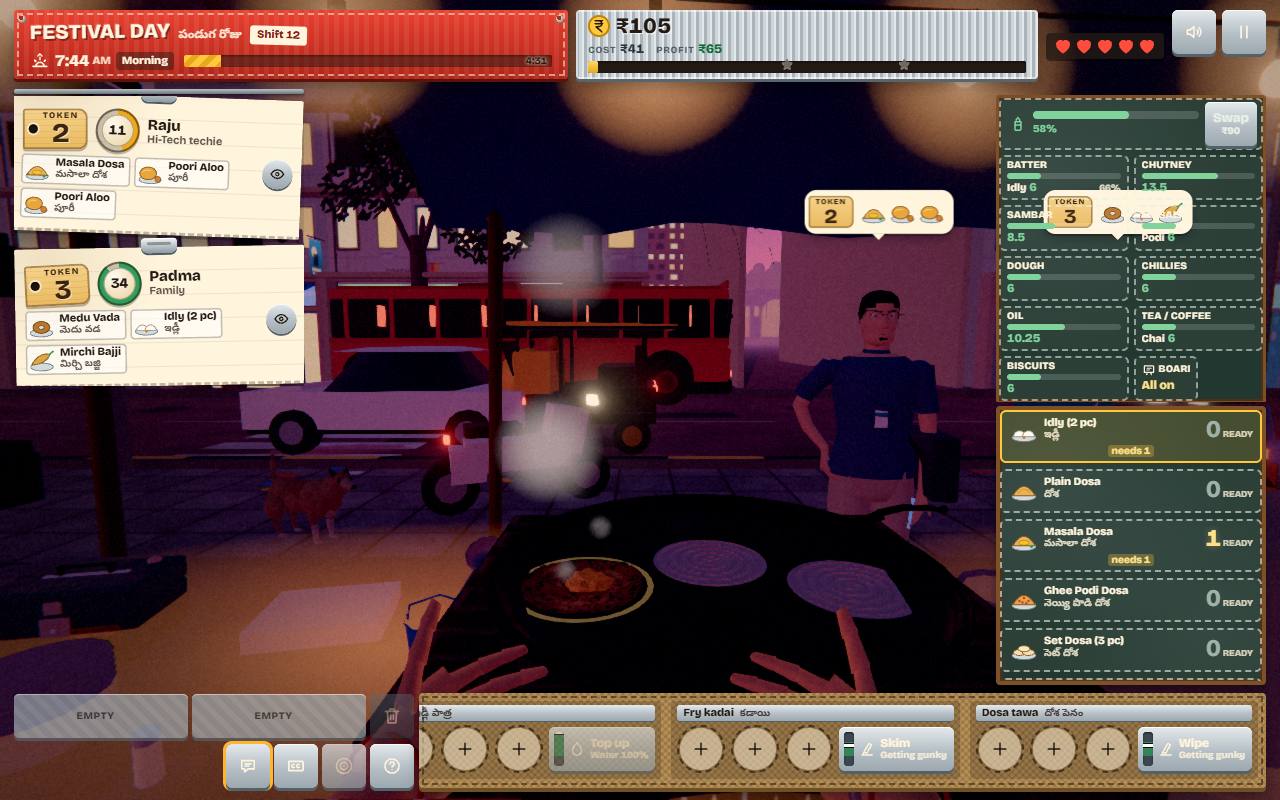 FESTIVAL DAY పండుగ రోజు Shift 12
7:44 AM Morning 4:31
₹105
COST ₹41 PROFIT ₹65
TOKEN
2
11
Raju
Hi-Tech techie
Masala Dosa
మసాలా దోశ
Poori Aloo
పూరీ
Poori Aloo
పూరీ
TOKEN
3
34
Padma
Family
Medu Vada
మెదు వడ
Idly (2 pc)
ఇడ్లీ
Mirchi Bajji
మిర్చి బజ్జి
TOKEN
2
TOKEN
3
58%
Swap
₹90
BATTER
Idly 6 66%
CHUTNEY
13.5
SAMBAR
8.5
Podi 6
DOUGH
6
CHILLIES
6
OIL
10.25
TEA / COFFEE
Chai 6
BISCUITS
6
BOARD
All on
Idly (2 pc)
ఇడ్లీ
0 READY
needs 1
Plain Dosa
దోశ
0 READY
Masala Dosa
మసాలా దోశ
1 READY
needs 1
Ghee Podi Dosa
నెయ్యి పొడి దోశ
0 READY
Set Dosa (3 pc)
సెట్ దోశ
0 READY
EMPTY
EMPTY
CC
పాత్ర
Top up
Water 100%
Fry kadai కడాయి
Skim
Getting gunky
Dosa tawa దోశ పెనం
Wipe
Getting gunky